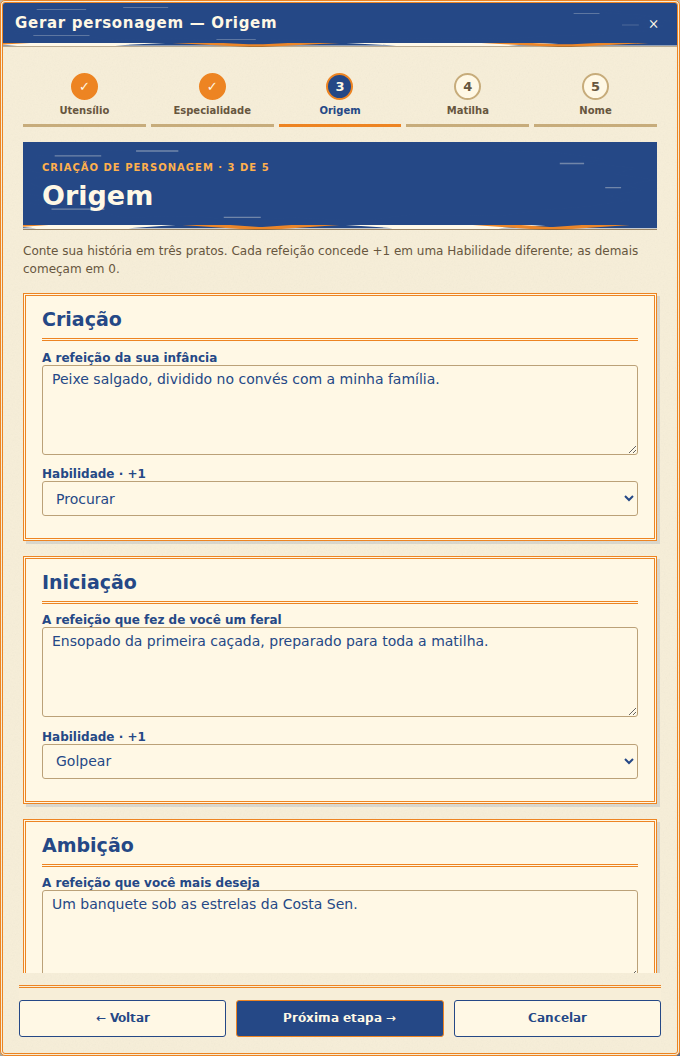 Gerar personagem — Origem ×
✓ ✓ 3 4 5
Utensílio Especialidade Origem Matilha Nome
CRIAÇÃO DE PERSONAGEM · 3 DE 5
Origem
Conte sua história em três pratos. Cada refeição concede +1 em uma Habilidade diferente; as demais
começam em 0.
Criação
A refeição da sua infância
Peixe salgado, dividido no convés com a minha família.
Habilidade · +1
Procurar
Iniciação
A refeição que fez de você um feral
Ensopado da primeira caçada, preparado para toda a matilha.
Habilidade · +1
Golpear
Ambição
A refeição que você mais deseja
Um banquete sob as estrelas da Costa Sen.
← Voltar Próxima etapa → Cancelar